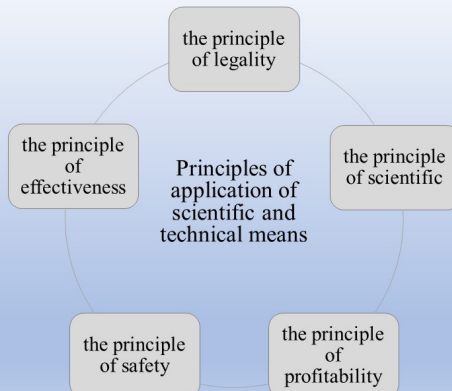 the principle
of legality
the principle
of
effectiveness
the principle
of scientific
Principles of
application of
scientific and
technical means
the principle
of safety
the principle
of
profitability